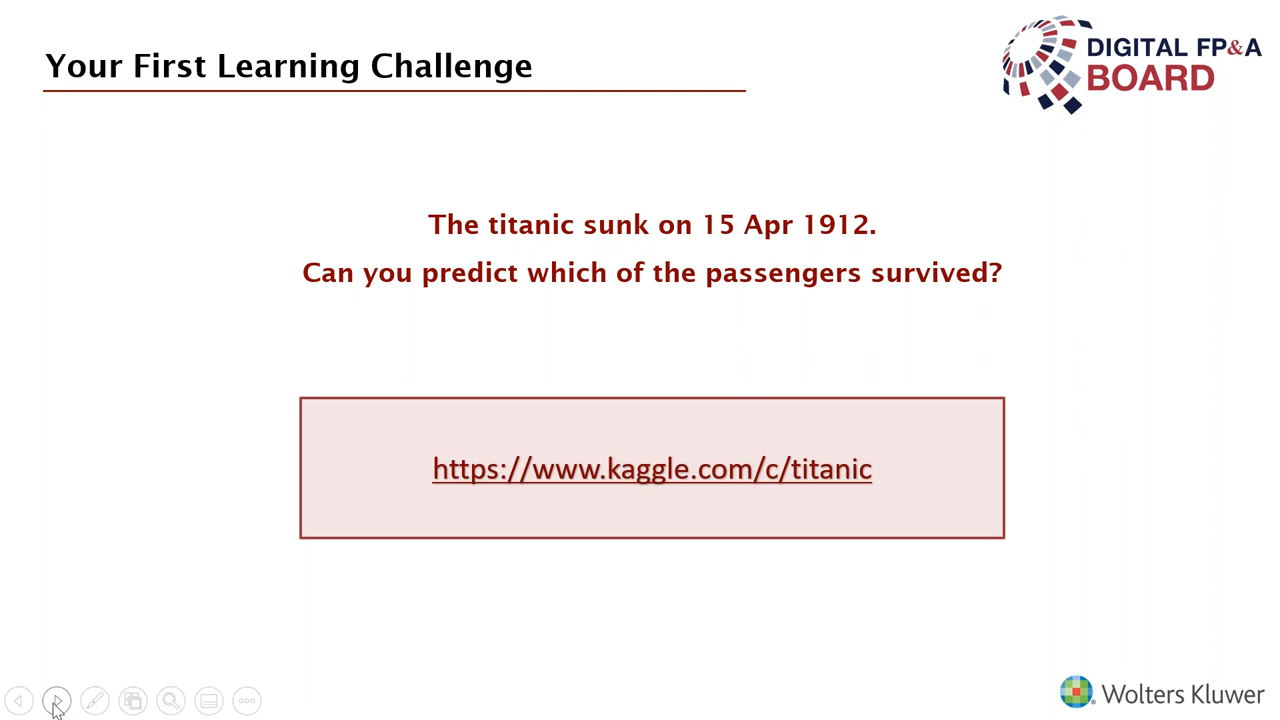 Your First Learning Challenge
DIGITAL FP&A
BOARD
The titanic sunk on 15 Apr 1912.
Can you predict which of the passengers survived?
https://www.kaggle.com/c/titanic
Wolters Kluwer